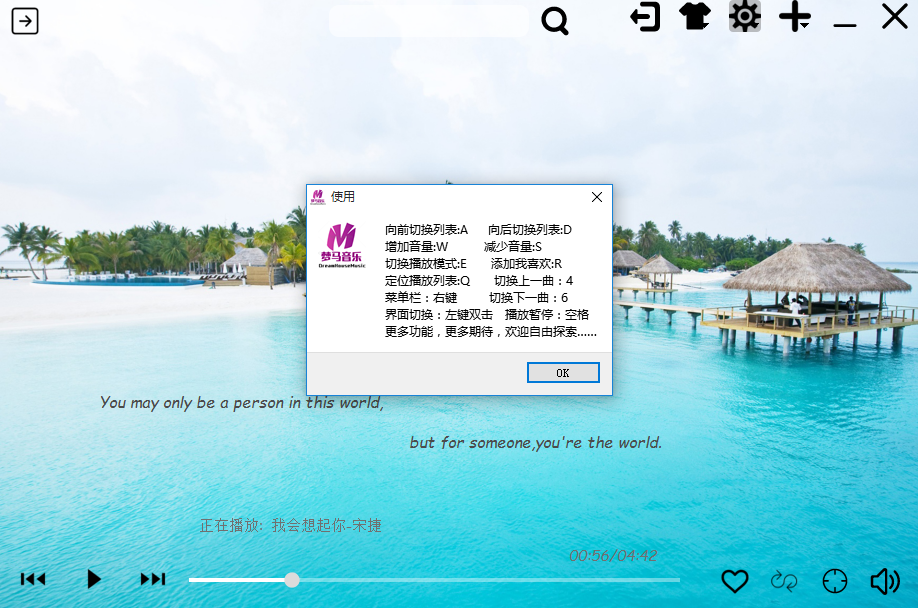 使用
向前切换列表:A 向后切换列表:D
增加音量:W 减少音量:S
切换播放模式:E 添加我喜欢:R
定位播放列表:Q 切换上一曲：4
菜单栏：右键 切换下一曲：6
界面切换：左键双击 播放暂停：空格
更多功能，更多期待，欢迎自由探索......
梦马音乐
DreamHouseMusic
OK
You may only be a person in this world,
but for someone,you're the world.
正在播放: 我会想起你-宋捷
00:56/04:42